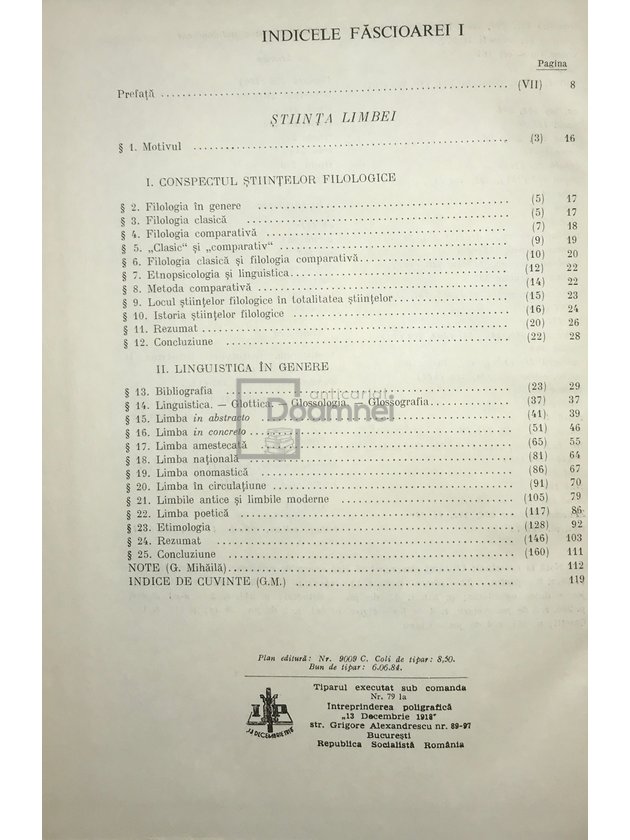 INDICELE FĂSCIOAREI I
Pagina
Prefață ........ (VII) 8
ȘTIINȚA LIMBEI
§ 1. Motivul ........ (3) 16
I. CONSPECTUL ȘTIINȚELOR FILOLOGICE
§ 2. Filologia în genere ........ (5) 17
§ 3. Filologia clasică ........ (5) 17
§ 4. Filologia comparativă ........ (7) 18
§ 5. „Clasic” și „comparativ” ........ (9) 19
§ 6. Filologia clasică și filologia comparativă ........ (10) 20
§ 7. Etnopsicologia și linguistica ........ (12) 22
§ 8. Metoda comparativă ........ (14) 22
§ 9. Locul științelor filologice în totalitatea științelor ........ (15) 23
§ 10. Istoria științelor filologice ........ (16) 24
§ 11. Rezumat ........ (20) 26
§ 12. Concluziune ........ (22) 28
II. LINGUISTICA ÎN GENERE
§ 13. Bibliografia ........ (23) 29
§ 14. Linguistica. — Glottica. — Glossologia. — Glossografia ........ (37) 37
§ 15. Limba in abstracto ........ (41) 39
§ 16. Limba in concreto ........ (51) 46
§ 17. Limba amestecată ........ (65) 55
§ 18. Limba națională ........ (81) 64
§ 19. Limba onomastică ........ (86) 67
§ 20. Limba în circulațiune ........ (91) 70
§ 21. Limbile antice și limbile moderne ........ (105) 79
§ 22. Limba poetică ........ (117) 86
§ 23. Etimologia ........ (128) 92
§ 24. Rezumat ........ (146) 103
§ 25. Concluziune ........ (160) 111
NOTE (G. Mihăilă) ........ 112
INDICE DE CUVINTE (G.M.) ........ 119
anticariat
Doamnei
Plan editură: Nr. 9009 C. Coli de tipar: 8,50.
Bun de tipar: 6.06.84.
Tiparul executat sub comanda
Nr. 79 la
Intreprinderea poligrafică
„13 Decembrie 1918”
str. Grigore Alexandrescu nr. 89-97
București
Republica Socialistă România
I P
13 DECEMBRIE 1918